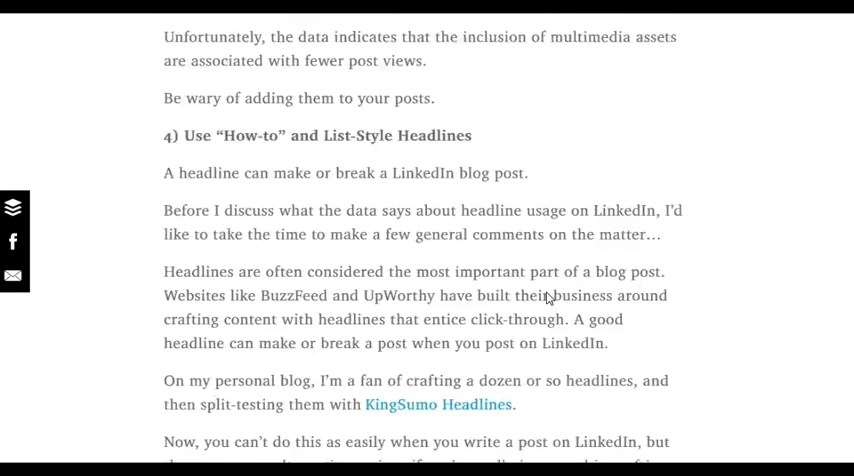 Unfortunately, the data indicates that the inclusion of multimedia assets
are associated with fewer post views.
Be wary of adding them to your posts.
4) Use “How-to” and List-Style Headlines
A headline can make or break a LinkedIn blog post.
Before I discuss what the data says about headline usage on LinkedIn, I’d
like to take the time to make a few general comments on the matter…
Headlines are often considered the most important part of a blog post.
Websites like BuzzFeed and UpWorthy have built their business around
crafting content with headlines that entice click-through. A good
headline can make or break a post when you post on LinkedIn.
On my personal blog, I’m a fan of crafting a dozen or so headlines, and
then split-testing them with KingSumo Headlines.
Now, you can’t do this as easily when you write a post on LinkedIn, but